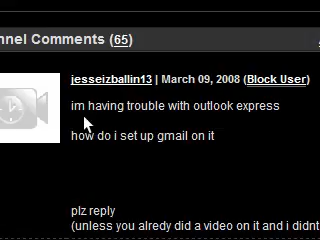 nnel Comments (65)
jesseizballin13 | March 09, 2008 (Block User)
im having trouble with outlook express
how do i set up gmail on it
plz reply
(unless you alredy did a video on it and i didnt